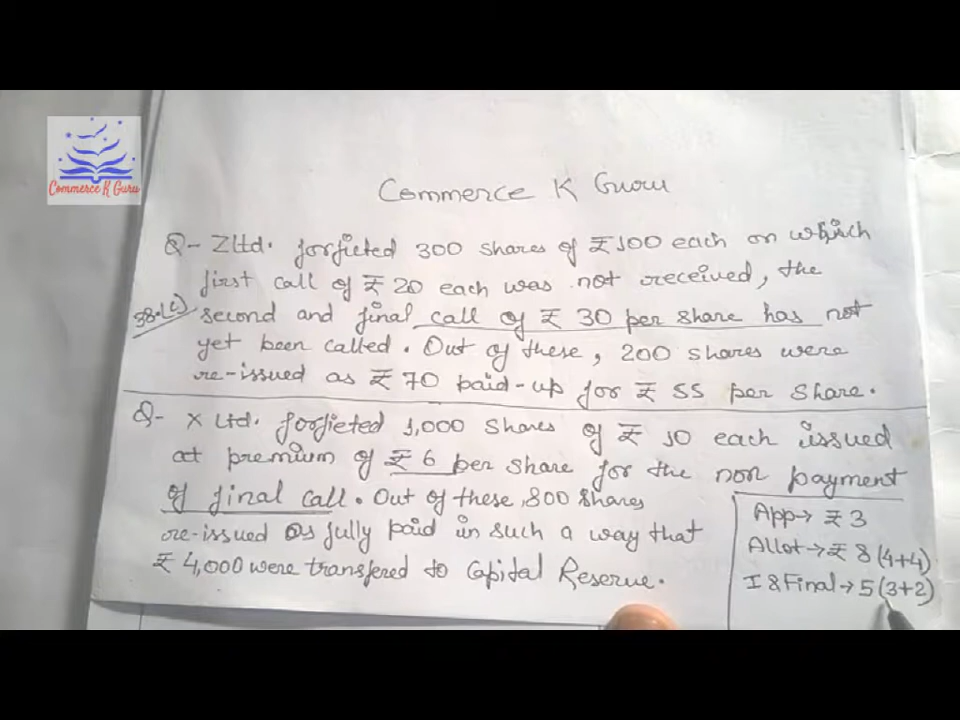 Commerce K Guru
Commerce K Guru
Q- Z Ltd. forfieted 300 shares of ₹ 100 each on which
first call of ₹ 20 each was not received, the
38.(c)
second and final call of ₹ 30 per share has not
yet been called. Out of these, 200 shares were
re-issued as ₹ 70 paid-up for ₹ 55 per share.
Q- X Ltd. forfieted 1,000 shares of ₹ 10 each issued
at premium of ₹ 6 per share for the non payment
of final call. Out of these, 800 shares
re-issued as fully paid in such a way that
₹ 4,000 were transfered to Capital Reserve.
App→ ₹ 3
Allot→ ₹ 8 (4+4)
I & Final → 5 (3+2)